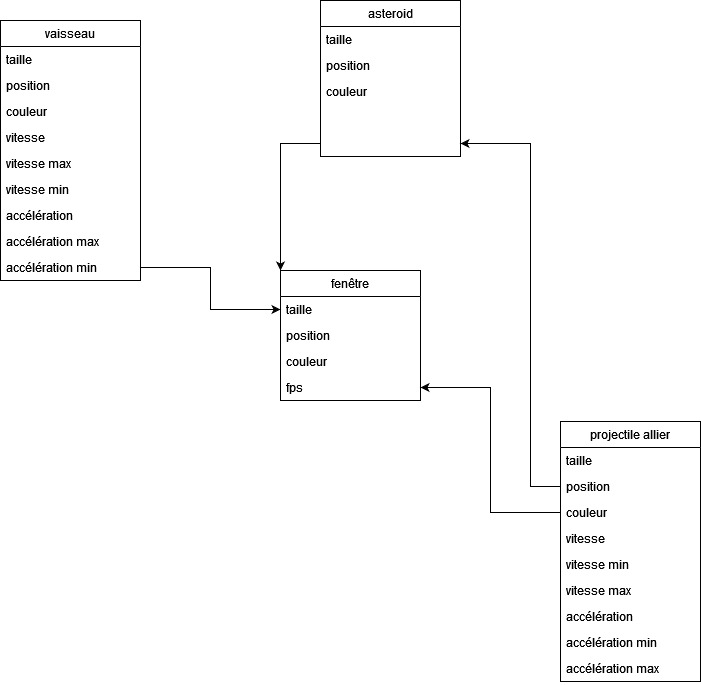 vaisseau
taille
position
couleur
vitesse
vitesse max
vitesse min
accélération
accélération max
accélération min
asteroid
taille
position
couleur
fenêtre
taille
position
couleur
fps
projectile allier
taille
position
couleur
vitesse
vitesse min
vitesse max
accélération
accélération min
accélération max